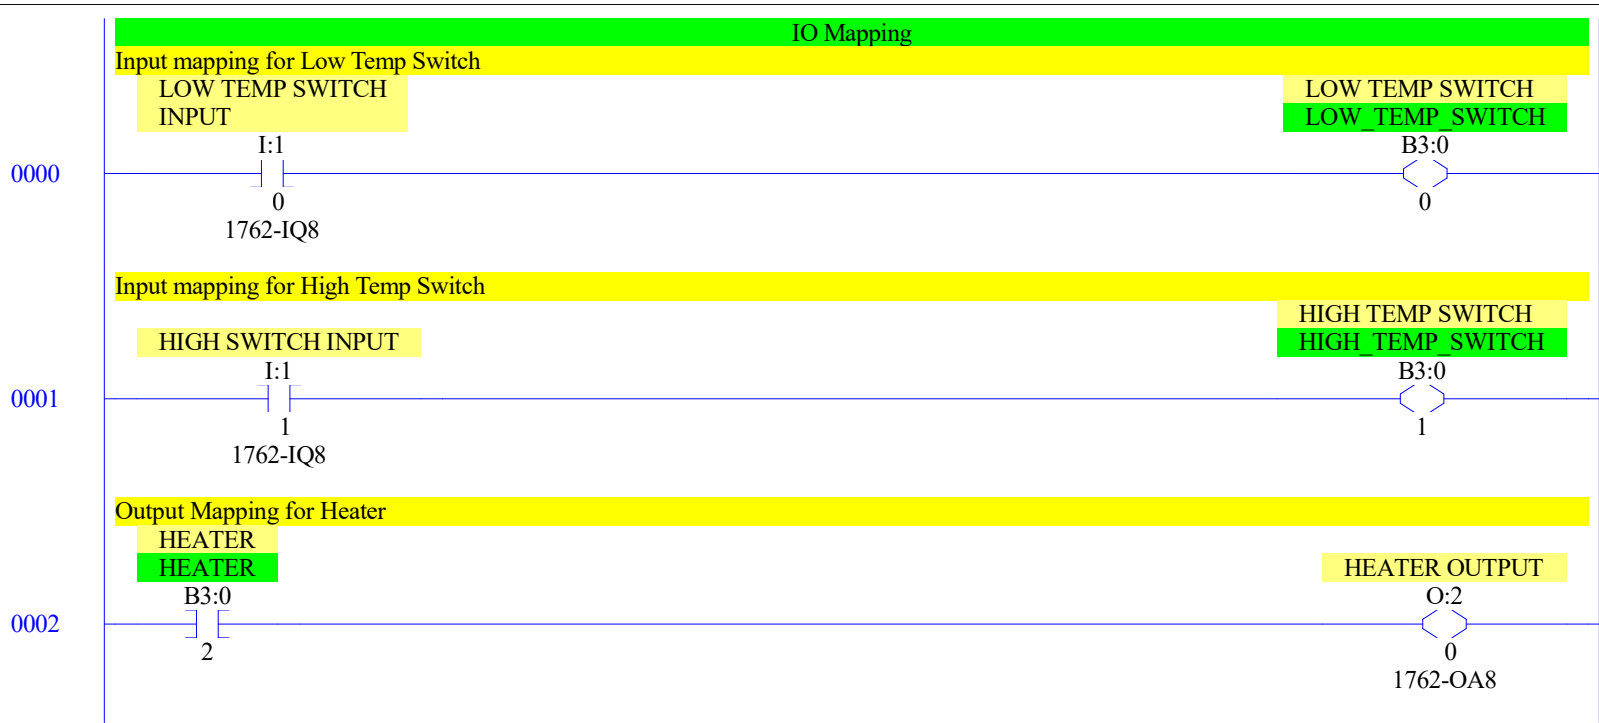 IO Mapping
Input mapping for Low Temp Switch
LOW TEMP SWITCH
INPUT
LOW TEMP SWITCH
LOW_TEMP_SWITCH
I:1
B3:0
0000
0
0
1762-IQ8
Input mapping for High Temp Switch
HIGH TEMP SWITCH
HIGH SWITCH INPUT
HIGH_TEMP_SWITCH
I:1
B3:0
0001
1
1
1762-IQ8
Output Mapping for Heater
HEATER
HEATER
HEATER OUTPUT
B3:0
O:2
0002
2
0
1762-OA8